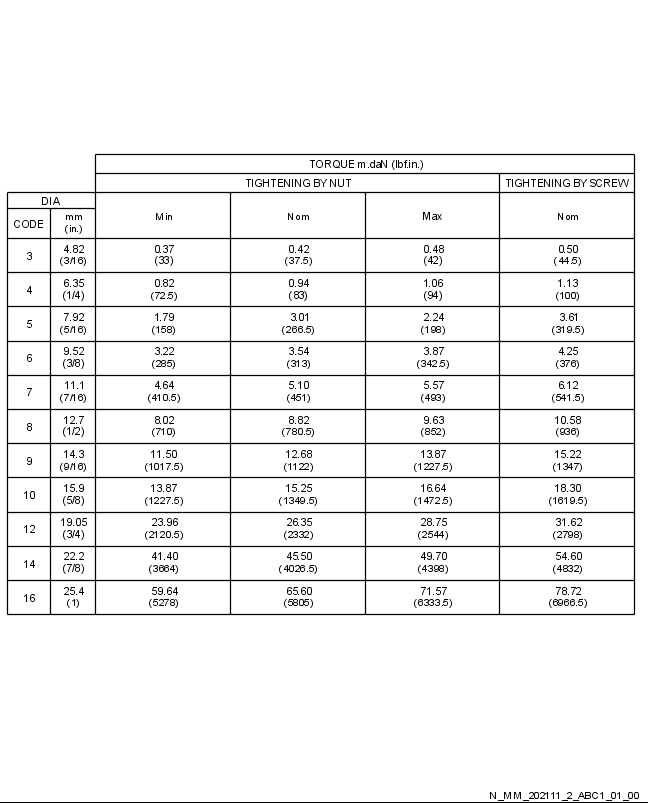 TORQUE m.daN (lbf.in.)
TIGHTENING BY NUT TIGHTENING BY SCREW
DIA
CODE mm (in.) Min Nom Max Nom
3 4.82 0.37 0.42 0.48 0.50
(3/16) (33) (37.5) (42) (44.5)
4 6.35 0.82 0.94 1.06 1.13
(1/4) (72.5) (83) (94) (100)
5 7.92 1.79 3.01 2.24 3.61
(5/16) (158) (266.5) (198) (319.5)
6 9.52 3.22 3.54 3.87 4.25
(3/8) (285) (313) (342.5) (376)
7 11.1 4.64 5.10 5.57 6.12
(7/16) (410.5) (451) (493) (541.5)
8 12.7 8.02 8.82 9.63 10.58
(1/2) (710) (780.5) (852) (936)
9 14.3 11.50 12.68 13.87 15.22
(9/16) (1017.5) (1122) (1227.5) (1347)
10 15.9 13.87 15.25 16.64 18.30
(5/8) (1227.5) (1349.5) (1472.5) (1619.5)
12 19.05 23.96 26.35 28.75 31.62
(3/4) (2120.5) (2332) (2544) (2798)
14 22.2 41.40 45.50 49.70 54.60
(7/8) (3664) (4026.5) (4398) (4832)
16 25.4 59.64 65.60 71.57 78.72
(1) (5278) (5805) (6333.5) (6966.5)
N_MM_202111_2_ABC1_01_00